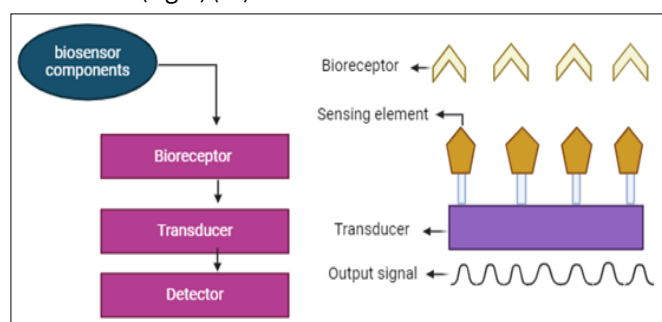 biosensor
components
Bioreceptor
Transducer
Detector
Bioreceptor
Sensing element
Transducer
Output signal